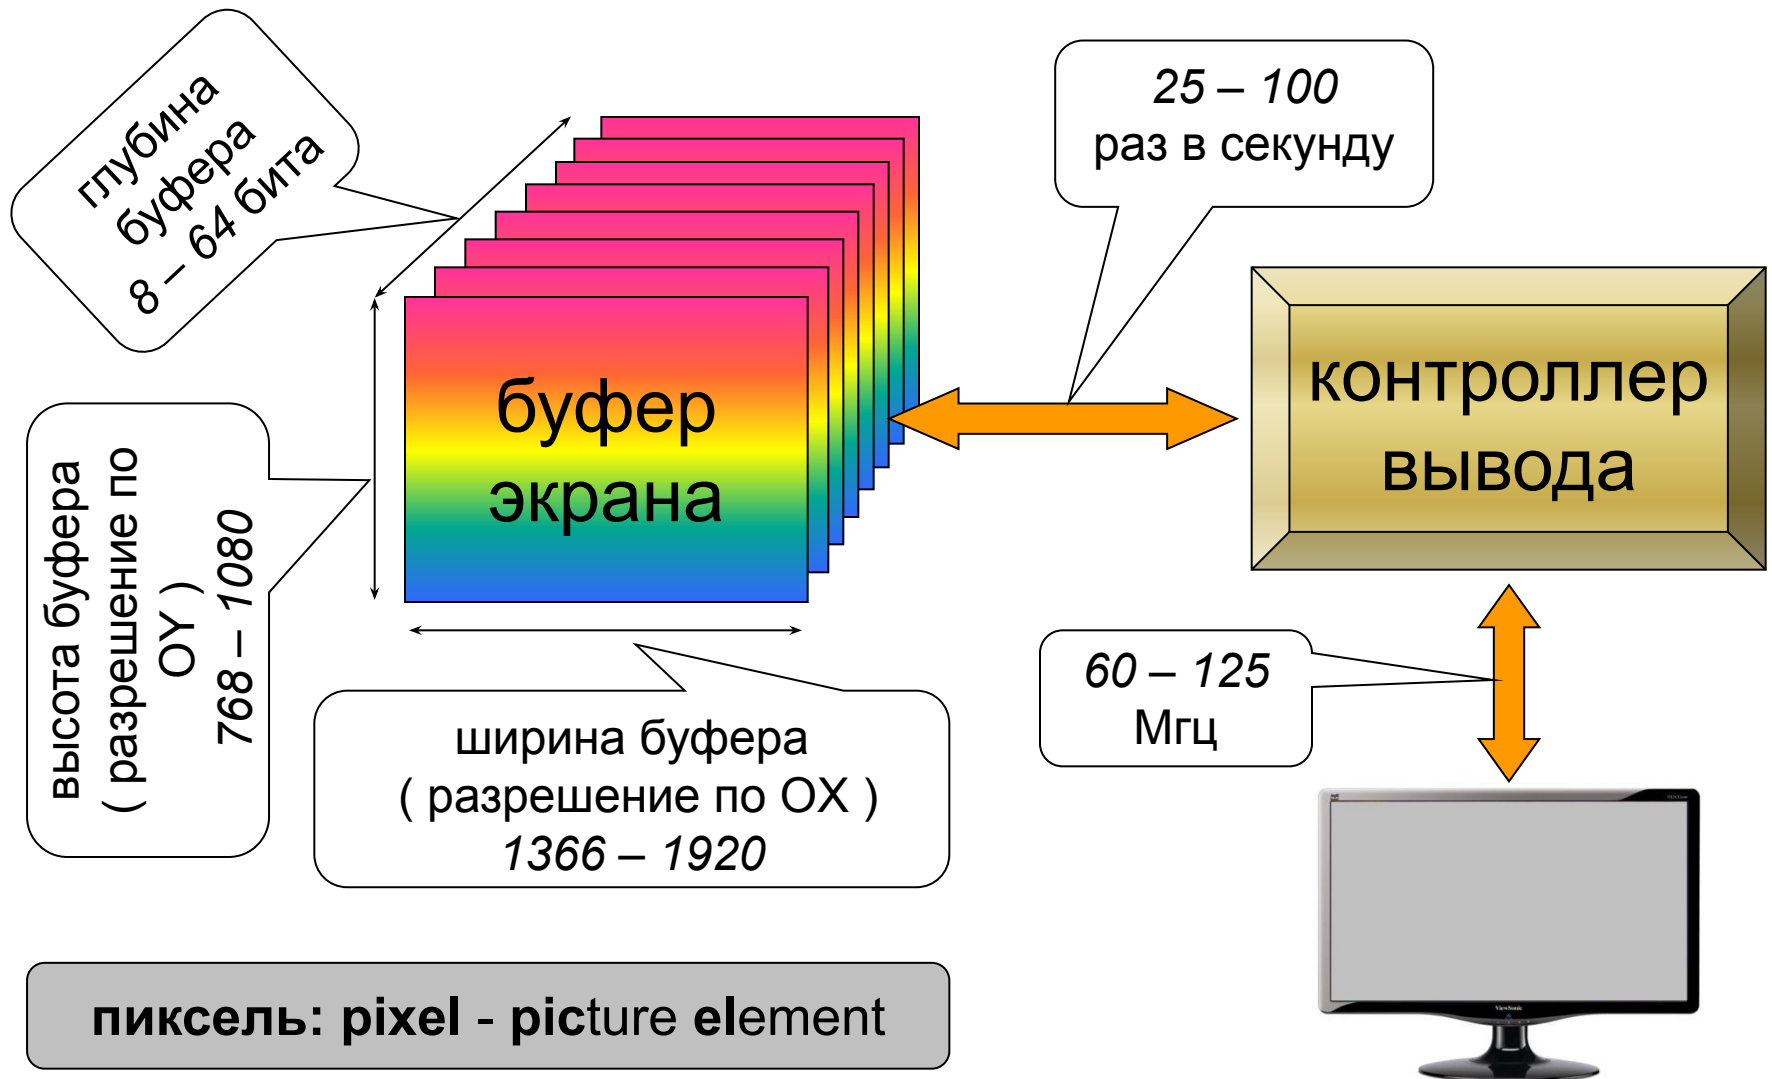 глубина
буфера
8 – 64 бита
25 – 100
раз в секунду
буфер
экрана
контроллер
вывода
высота буфера
( разрешение по
OY )
768 – 1080
60 – 125
Мгц
ширина буфера
( разрешение по OX )
1366 – 1920
ViewSonic
пиксель: pixel - picture element